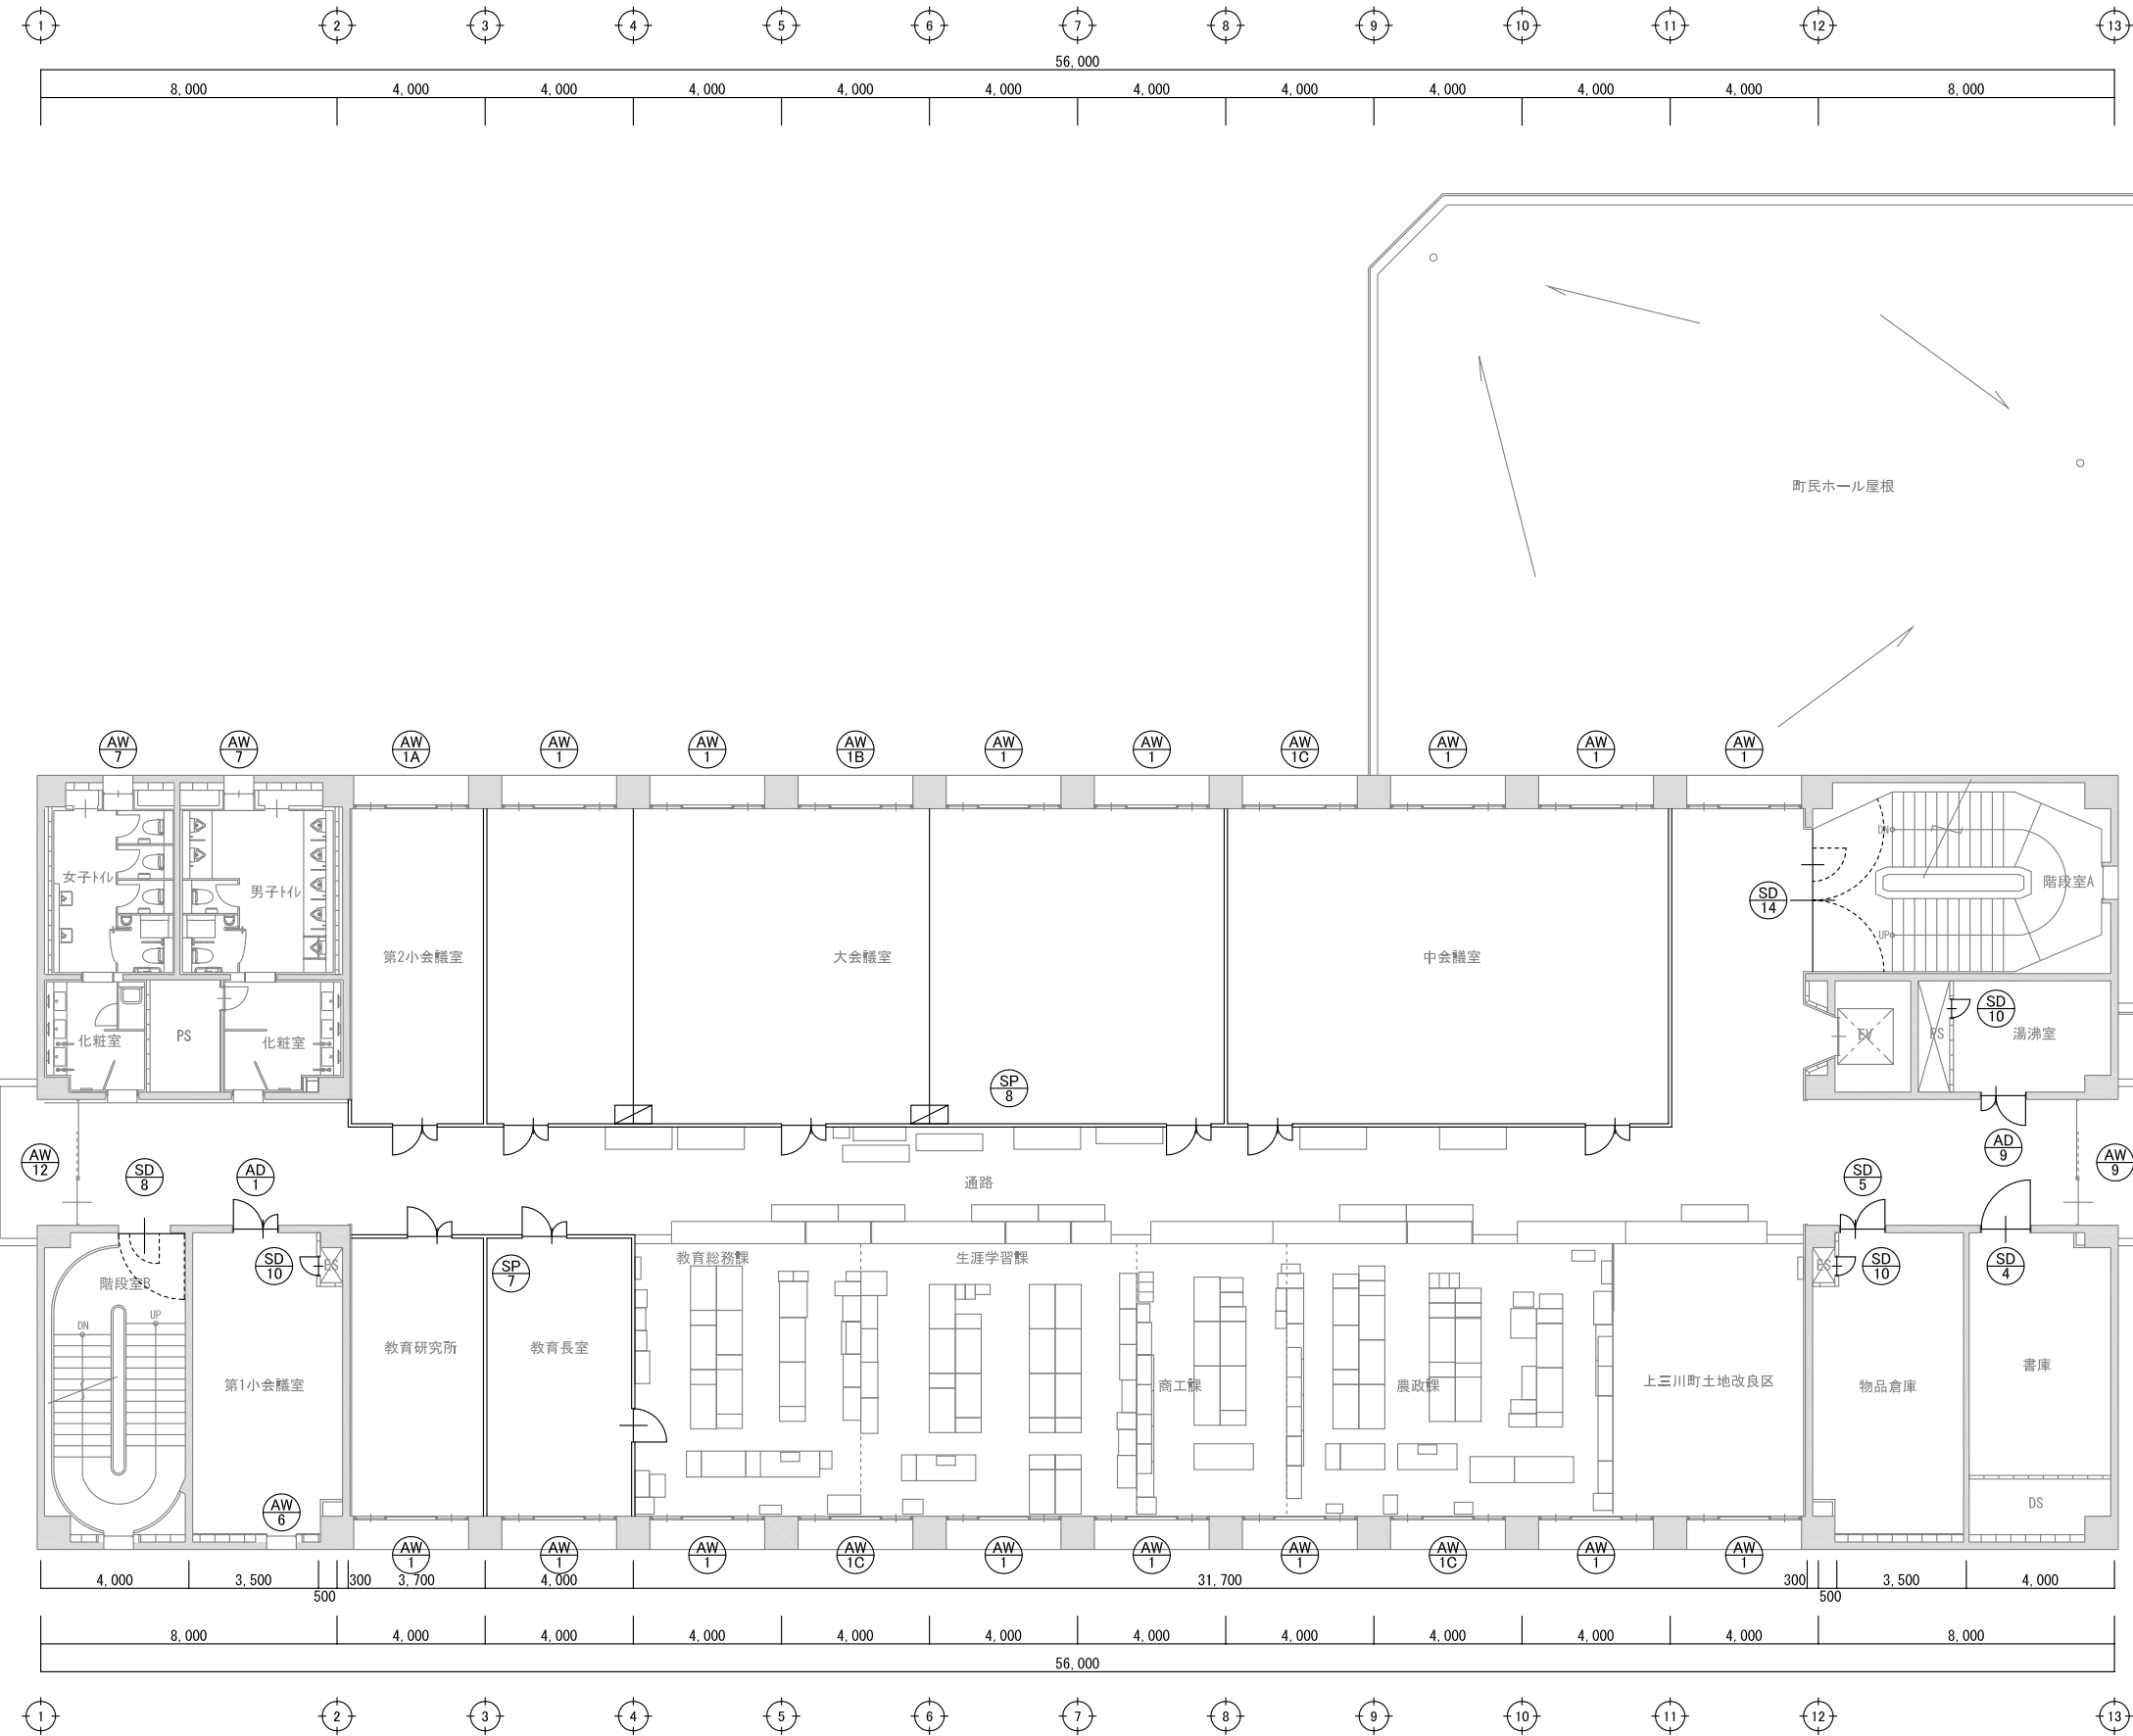 1 2 3 4 5 6 7 8 9 10 11 12 13
56,000
8,000 4,000 4,000 4,000 4,000 4,000 4,000 4,000 4,000 4,000 4,000 8,000
町民ホール屋根
AW 7
AW 7
AW 1A
AW 1
AW 1
AW 1B
AW 1
AW 1
AW 1C
AW 1
AW 1
AW 1
DN
女子トイレ
男子トイレ
階段室A
SD 14
UP
第2小会議室
大会議室
中会議室
SD 10
化粧室
PS
化粧室
EV
PS
湯沸室
SP 8
AW 12
SD 8
AD 1
通路
SD 5
AD 9
AW 9
教育総務課
生涯学習課
SD 10
ES
SP 7
ES
SD 10
SD 4
階段室B
UP
DN
教育研究所
教育長室
第1小会議室
商工課
農政課
上三川町土地改良区
物品倉庫
書庫
DS
AW 6
AW 1
AW 1
AW 1
AW 1C
AW 1
AW 1
AW 1
AW 1C
AW 1
AW 1
4,000 3,500 300 3,700 4,000 31,700 300 3,500 4,000
500 500
8,000 4,000 4,000 4,000 4,000 4,000 4,000 4,000 4,000 4,000 4,000 8,000
56,000
1 2 3 4 5 6 7 8 9 10 11 12 13